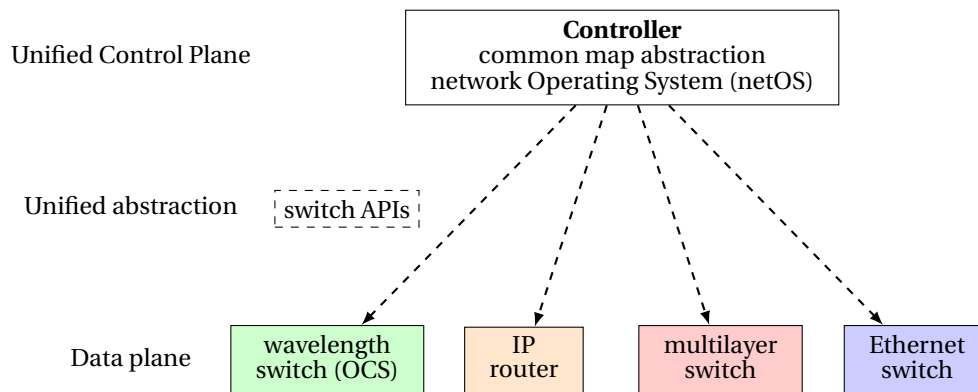 Unified Control Plane
Controller
common map abstraction
network Operating System (netOS)
Unified abstraction
switch APIs
Data plane
wavelength
switch (OCS)
IP
router
multilayer
switch
Ethernet
switch